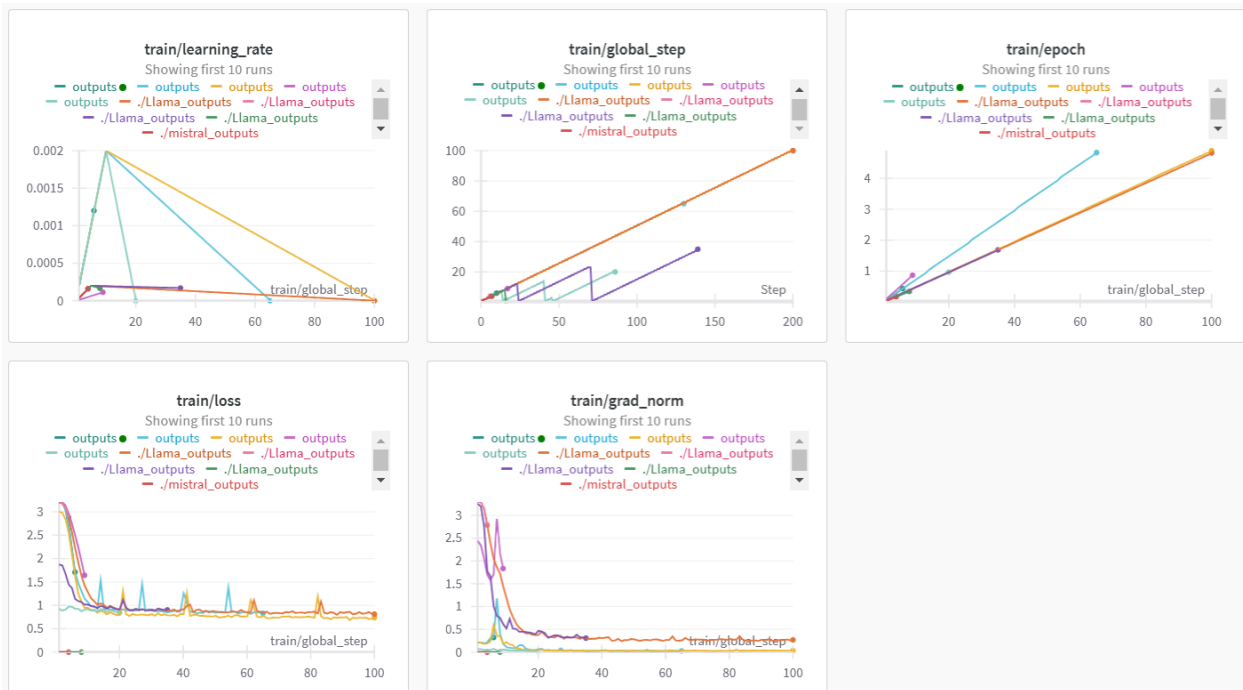 train/learning_rate
Showing first 10 runs
outputs outputs outputs outputs
outputs ./Llama_outputs ./Llama_outputs
./Llama_outputs ./Llama_outputs
./mistral_outputs
0.002
0.0015
0.001
0.0005
0
train/global_step
20 40 60 80 100
train/global_step
Showing first 10 runs
outputs outputs outputs outputs
outputs ./Llama_outputs ./Llama_outputs
./Llama_outputs ./Llama_outputs
./mistral_outputs
100
80
60
40
20
Step
0 50 100 150 200
train/epoch
Showing first 10 runs
outputs outputs outputs outputs
outputs ./Llama_outputs ./Llama_outputs
./Llama_outputs ./Llama_outputs
./mistral_outputs
4
3
2
1
train/global_step
20 40 60 80 100
train/loss
Showing first 10 runs
outputs outputs outputs outputs
outputs ./Llama_outputs ./Llama_outputs
./Llama_outputs ./Llama_outputs
./mistral_outputs
3
2.5
2
1.5
1
0.5
0
train/global_step
20 40 60 80 100
train/grad_norm
Showing first 10 runs
outputs outputs outputs outputs
outputs ./Llama_outputs ./Llama_outputs
./Llama_outputs ./Llama_outputs
./mistral_outputs
3
2.5
2
1.5
1
0.5
0
train/global_step
20 40 60 80 100